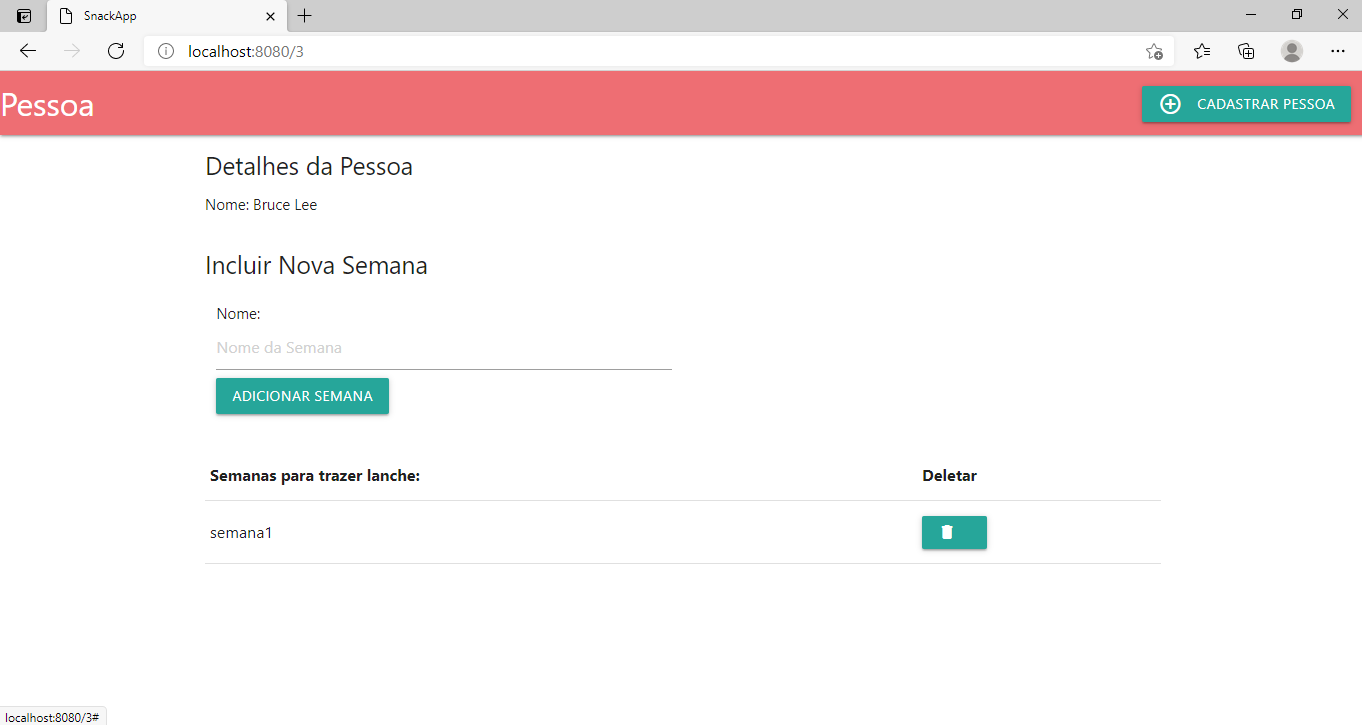 SnackApp
localhost:8080/3
Pessoa
CADASTRAR PESSOA
Detalhes da Pessoa
Nome: Bruce Lee
Incluir Nova Semana
Nome:
Nome da Semana
ADICIONAR SEMANA
Semanas para trazer lanche: Deletar
semana1
localhost:8080/3#